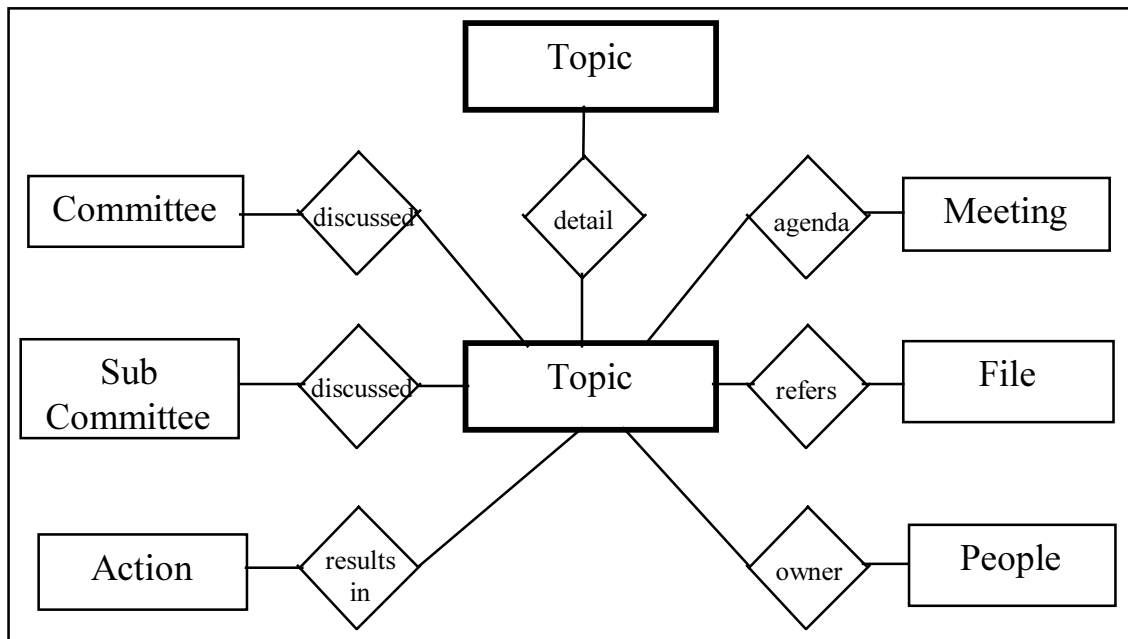 Topic
Committee
discussed
detail
agenda
Meeting
Sub
Committee
discussed
Topic
refers
File
Action
results
in
owner
People